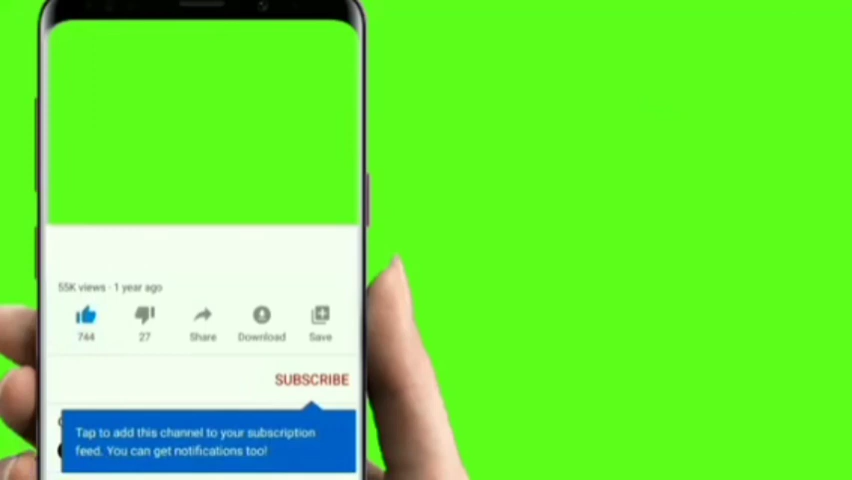 55K views · 1 year ago
744
27
Share
Download
Save
SUBSCRIBE
Tap to add this channel to your subscription
feed. You can get notifications too!